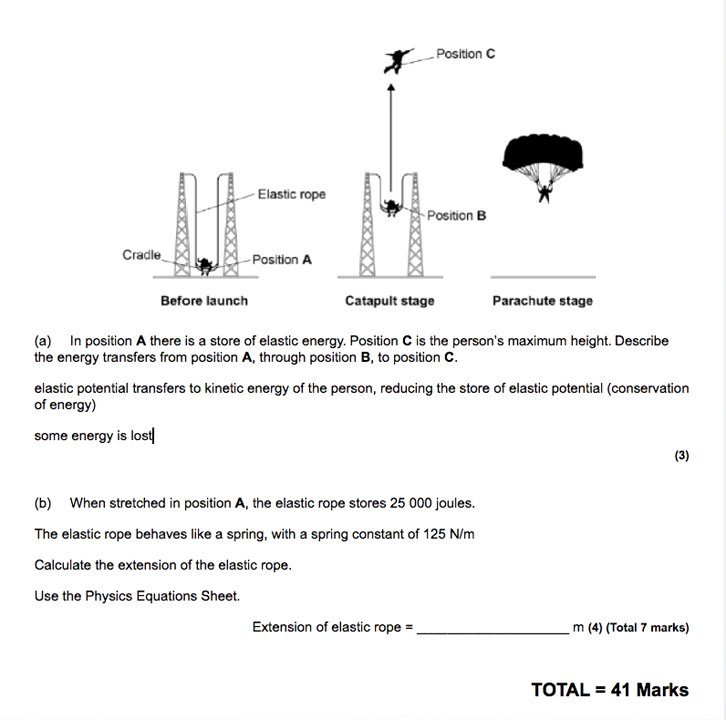 Position C
Elastic rope
Position B
Cradle
Position A
Before launch
Catapult stage
Parachute stage
(a) In position A there is a store of elastic energy. Position C is the person's maximum height. Describe
the energy transfers from position A, through position B, to position C.
elastic potential transfers to kinetic energy of the person, reducing the store of elastic potential (conservation
of energy)
some energy is lost
(3)
(b) When stretched in position A, the elastic rope stores 25 000 joules.
The elastic rope behaves like a spring, with a spring constant of 125 N/m
Calculate the extension of the elastic rope.
Use the Physics Equations Sheet.
Extension of elastic rope = ____________________ m (4) (Total 7 marks)
TOTAL = 41 Marks